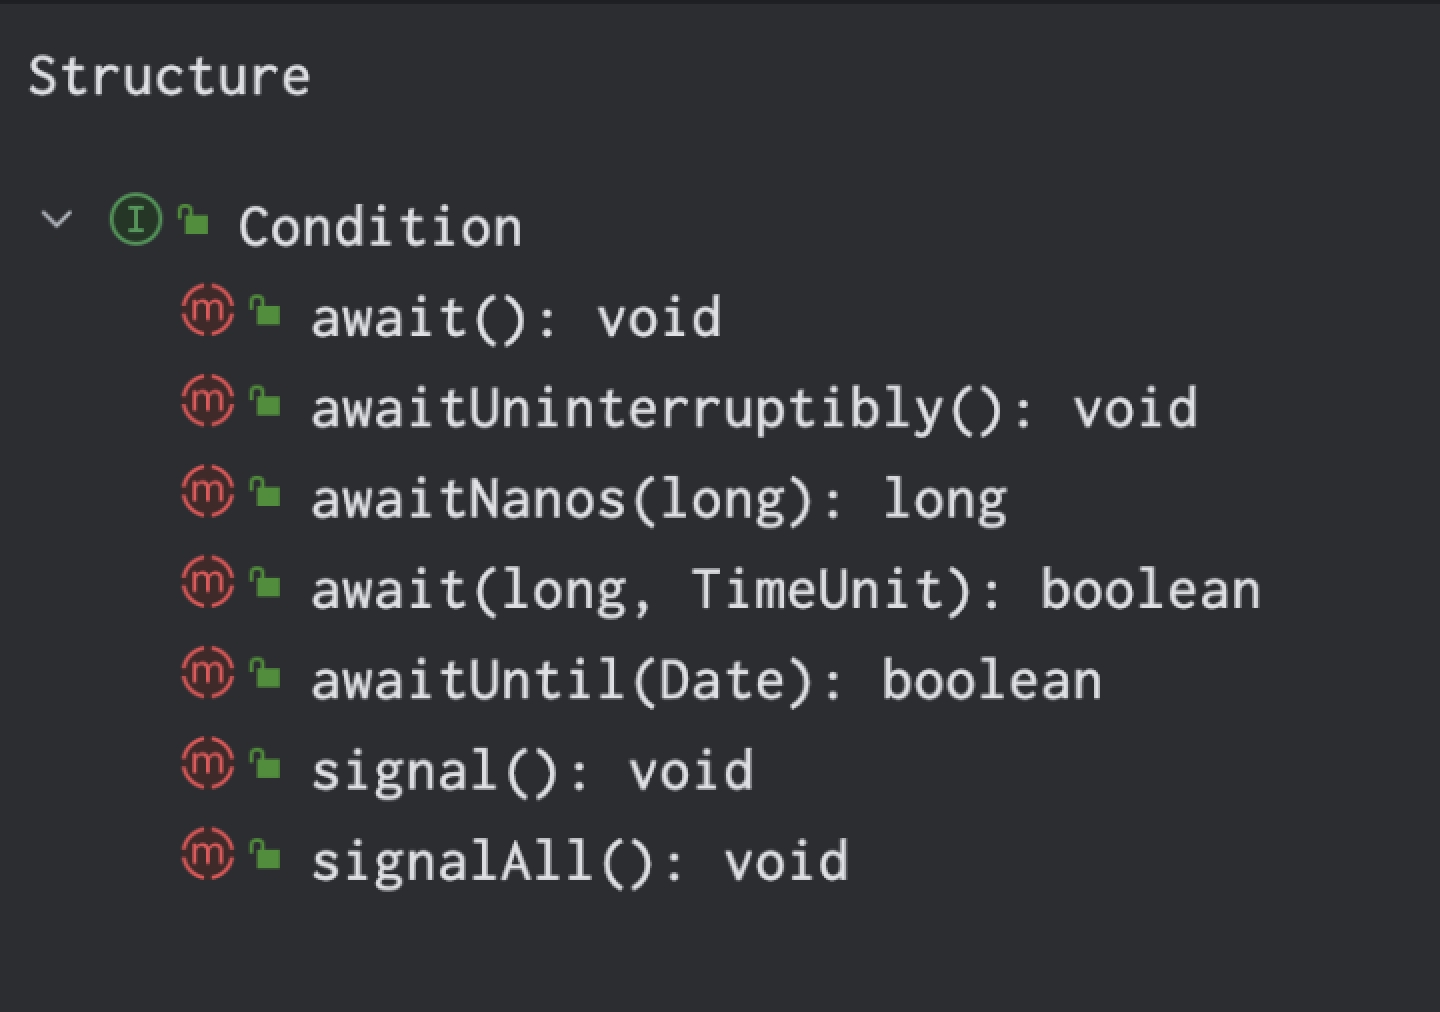 Structure
Condition
await(): void
awaitUninterruptibly(): void
awaitNanos(long): long
await(long, TimeUnit): boolean
awaitUntil(Date): boolean
signal(): void
signalAll(): void